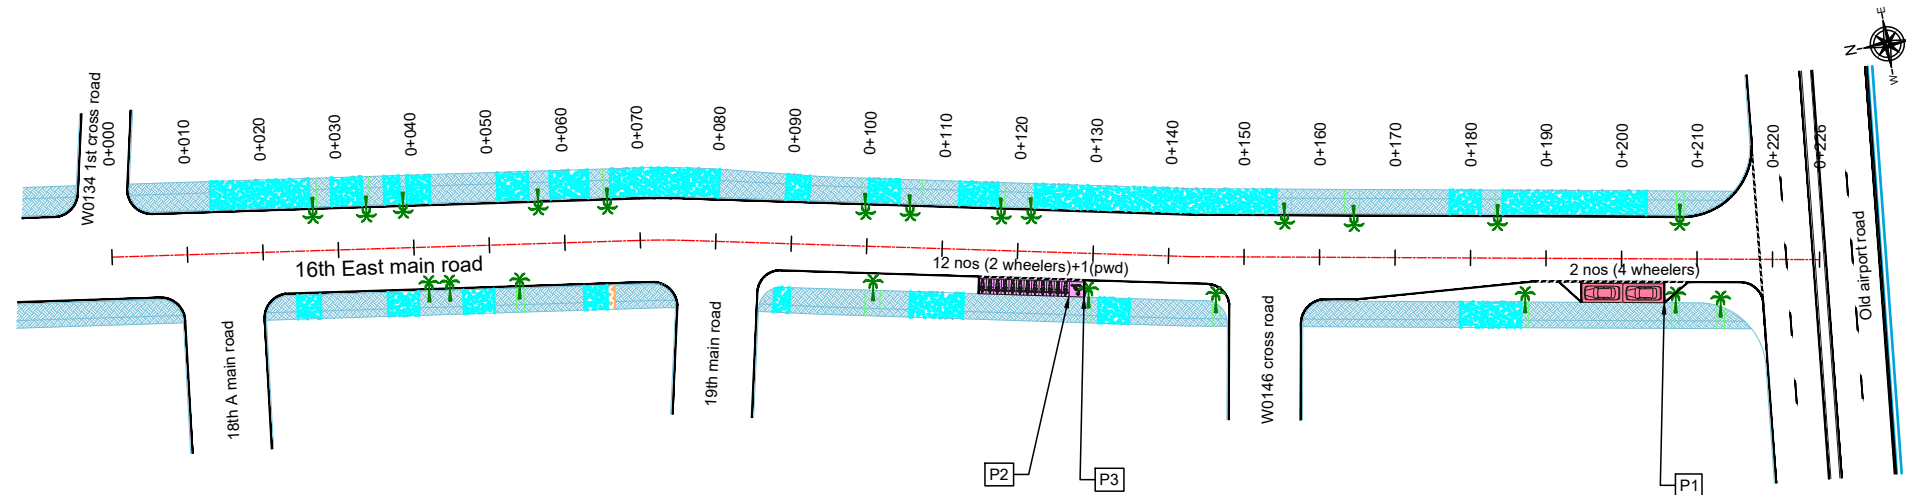 E
N
W
W0134 1st cross road
0+000
0+010
0+020
0+030
0+040
0+050
0+060
0+070
0+080
0+090
0+100
0+110
0+120
0+130
0+140
0+150
0+160
0+170
0+180
0+190
0+200
0+210
0+220
0+226
16th East main road
12 nos (2 wheelers)+1(pwd)
2 nos (4 wheelers)
Old airport road
18th A main road
19th main road
W0146 cross road
P2
P3
P1